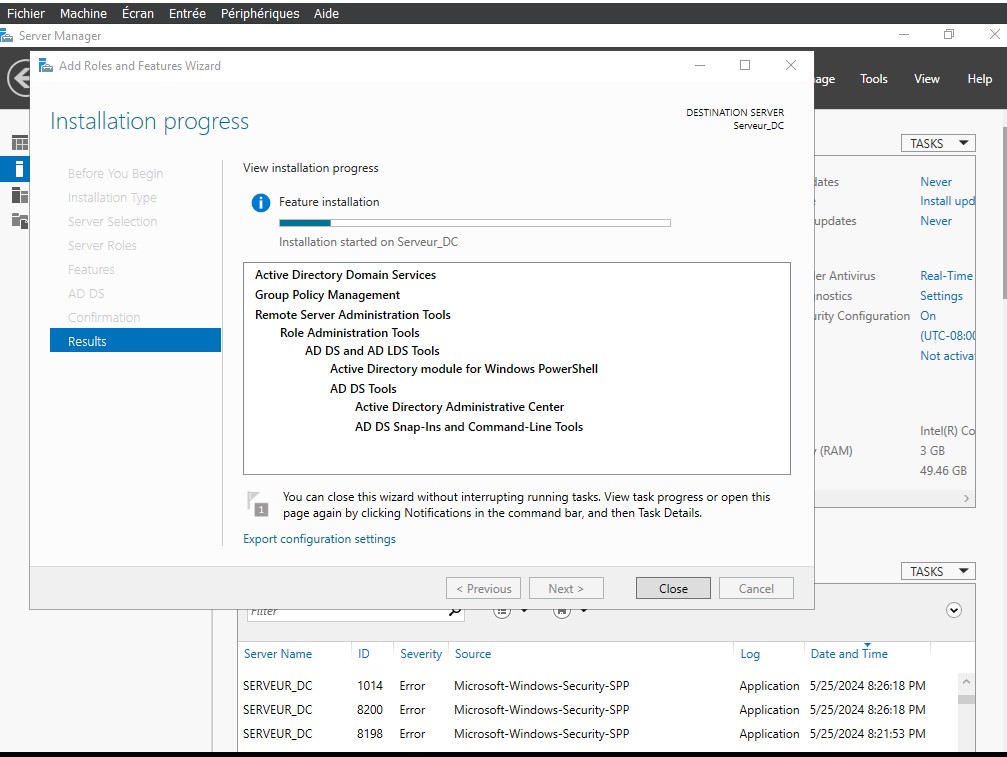 Fichier Machine Écran Entrée Périphériques Aide
Server Manager
Add Roles and Features Wizard
Tools View Help
Installation progress
DESTINATION SERVER
Serveur_DC
TASKS
Before You Begin
Installation Type
Server Selection
Server Roles
Features
AD DS
Confirmation
Results
View installation progress
Feature installation
Installation started on Serveur_DC
Active Directory Domain Services
Group Policy Management
Remote Server Administration Tools
Role Administration Tools
AD DS and AD LDS Tools
Active Directory module for Windows PowerShell
AD DS Tools
Active Directory Administrative Center
AD DS Snap-Ins and Command-Line Tools
1
You can close this wizard without interrupting running tasks. View task progress or open this
page again by clicking Notifications in the command bar, and then Task Details.
Export configuration settings
< Previous Next > Close Cancel
Never
Install upd
updates Never
er Antivirus Real-Time
Settings
urity Configuration On
(UTC-08:00
Not activa
Intel(R) Co
(RAM) 3 GB
49.46 GB
TASKS
Filter
Server Name ID Severity Source Log Date and Time
SERVEUR_DC 1014 Error Microsoft-Windows-Security-SPP Application 5/25/2024 8:26:18 PM
SERVEUR_DC 8200 Error Microsoft-Windows-Security-SPP Application 5/25/2024 8:26:18 PM
SERVEUR_DC 8198 Error Microsoft-Windows-Security-SPP Application 5/25/2024 8:21:53 PM